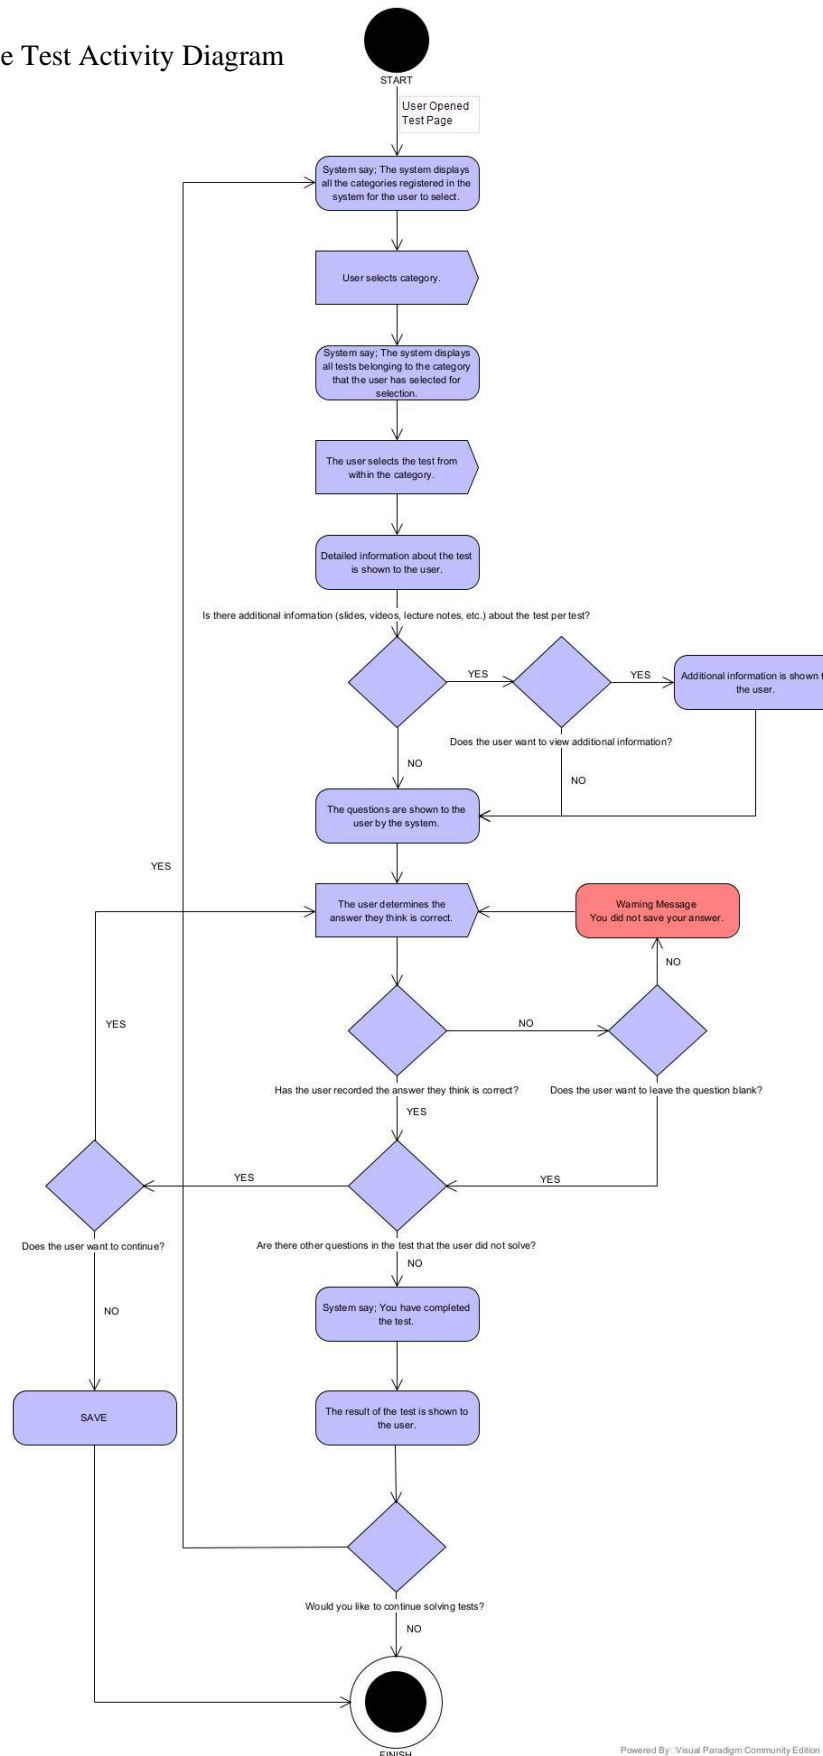 e Test Activity Diagram
START
User Opened
Test Page
System say; The system displays
all the categories registered in the
system for the user to select.
User selects category.
System say; The system displays
all tests belonging to the category
that the user has selected for
selection.
The user selects the test from
within the category.
Detailed information about the test
is shown to the user.
Is there additional information (slides, videos, lecture notes, etc.) about the test per test?
YES
YES
Additional information is shown t
the user.
Does the user want to view additional information?
NO
NO
The questions are shown to the
user by the system.
YES
The user determines the
answer they think is correct.
Warning Message
You did not save your answer.
NO
YES
NO
Has the user recorded the answer they think is correct?
Does the user want to leave the question blank?
YES
YES
YES
Does the user want to continue?
Are there other questions in the test that the user did not solve?
NO
NO
System say; You have completed
the test.
SAVE
The result of the test is shown to
the user.
Would you like to continue solving tests?
NO
FINISH
Powered By Visual Paradigm Community Edition